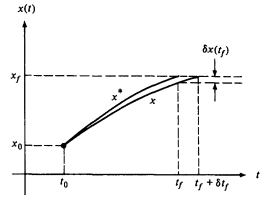 x(t)
δx(t_f)
x_f
x*
x
x_0
t_0
t_f
t_f + δt_f
t